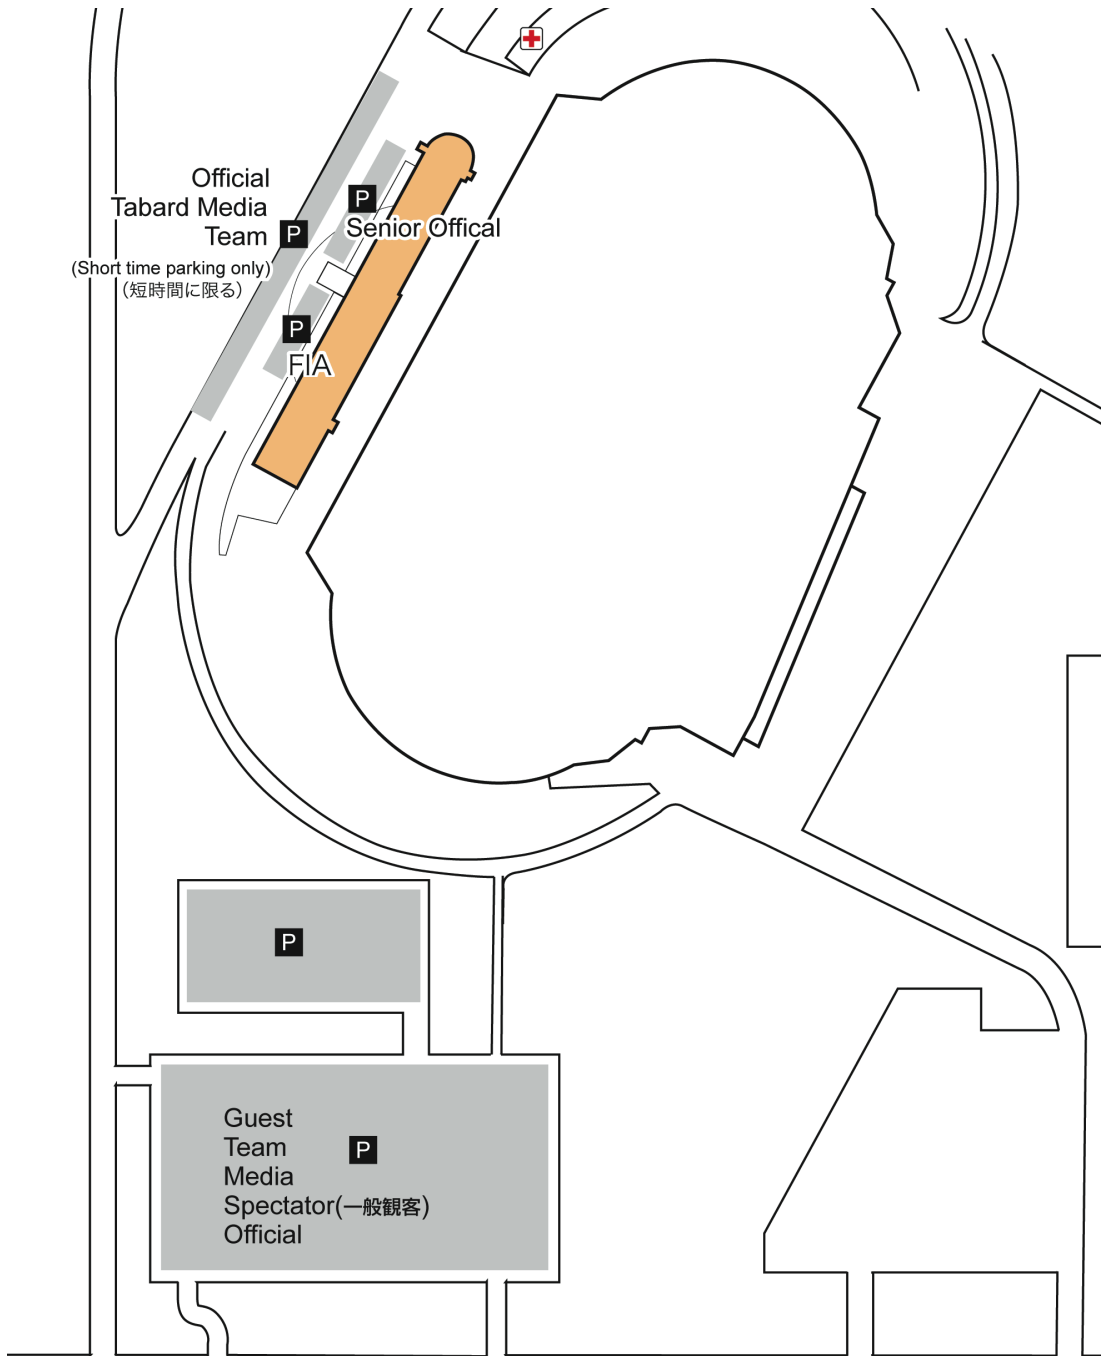 Official
Tabard Media
Team P
(Short time parking only)
（短時間に限る）
P
Senior Offical
P
FIA
P
Guest
Team
Media
Spectator(一般観客)
Official
P